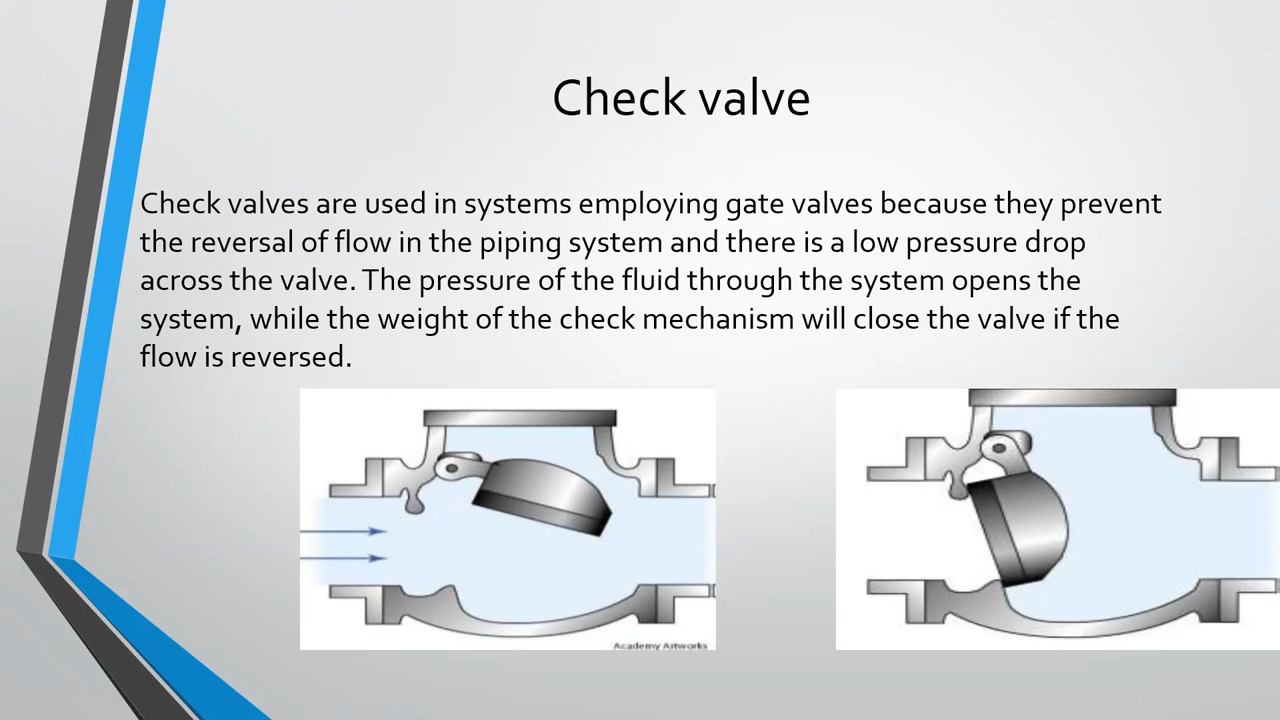 Check valve
Check valves are used in systems employing gate valves because they prevent
the reversal of flow in the piping system and there is a low pressure drop
across the valve. The pressure of the fluid through the system opens the
system, while the weight of the check mechanism will close the valve if the
flow is reversed.
Academy Artworks